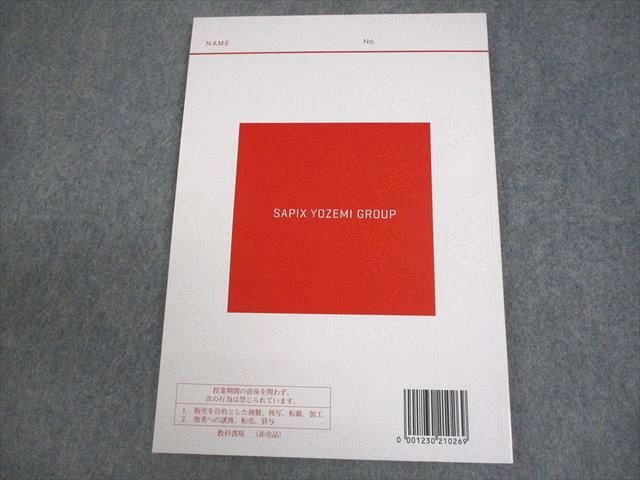 NAME No.
SAPIX YOZEMI GROUP
授業期間の前後を問わず、
次の行為は禁じられています。
1. 販売を目的とした複製、複写、転載、加工
2. 他者への譲渡、転売、貸与
教科書用 （非売品）
0 001230 210269